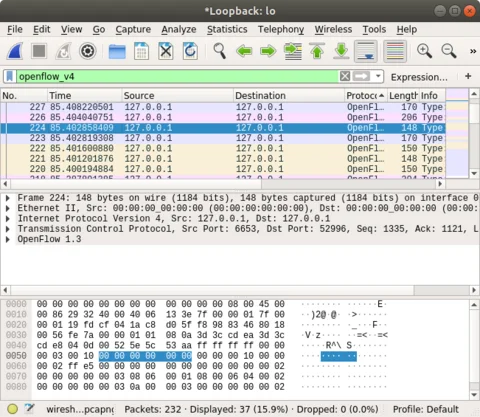 *Loopback: lo
File Edit View Go Capture Analyze Statistics Telephony Wireless Tools Help
openflow_v4 Expression… +
No. Time Source Destination Protoc Length Info
227 85.408220501 127.0.0.1 127.0.0.1 OpenFl… 170 Type:
226 85.404040751 127.0.0.1 127.0.0.1 OpenFl… 206 Type:
224 85.402858409 127.0.0.1 127.0.0.1 OpenFl… 148 Type:
223 85.402819308 127.0.0.1 127.0.0.1 OpenFl… 170 Type:
222 85.401600880 127.0.0.1 127.0.0.1 OpenFl… 150 Type:
221 85.401201876 127.0.0.1 127.0.0.1 OpenFl… 148 Type:
220 85.400194884 127.0.0.1 127.0.0.1 OpenFl… 150 Type:
Frame 224: 148 bytes on wire (1184 bits), 148 bytes captured (1184 bits) on interface 0
Ethernet II, Src: 00:00:00_00:00:00 (00:00:00:00:00:00), Dst: 00:00:00_00:00:00 (00:00:
Internet Protocol Version 4, Src: 127.0.0.1, Dst: 127.0.0.1
Transmission Control Protocol, Src Port: 6653, Dst Port: 52996, Seq: 1335, Ack: 1121, L
OpenFlow 1.3
0000 00 00 00 00 00 00 00 00 00 00 00 00 08 00 45 00 ········ ······E·
0010 00 86 29 32 40 00 40 06 13 3e 7f 00 00 01 7f 00 ··)2@·@· ·>······
0020 00 01 19 fd cf 04 1a c8 d0 5f f8 98 83 46 80 18 ········ ·_···F··
0030 00 56 fe 7a 00 00 01 01 08 0a 3d 3c cd ea 3d 3c ·V·z···· ··=<··=<
0040 cd e8 04 0d 00 52 5e 5c 53 aa ff ff ff ff 00 00 ·····R^\ S·······
0050 00 03 00 10 00 00 00 00 00 00 00 00 00 10 00 00
0060 00 02 ff e5 00 00 00 00 00 00 00 00 00 00 00 02
0070 00 00 00 00 00 03 08 06 00 01 08 00 06 04 00 02
0080 00 00 00 00 00 03 0a 00 00 03 00 00 00 00 00 02
wiresh…pcapng Packets: 232 · Displayed: 37 (15.9%) · Dropped: 0 (0.0%) Profile: Default